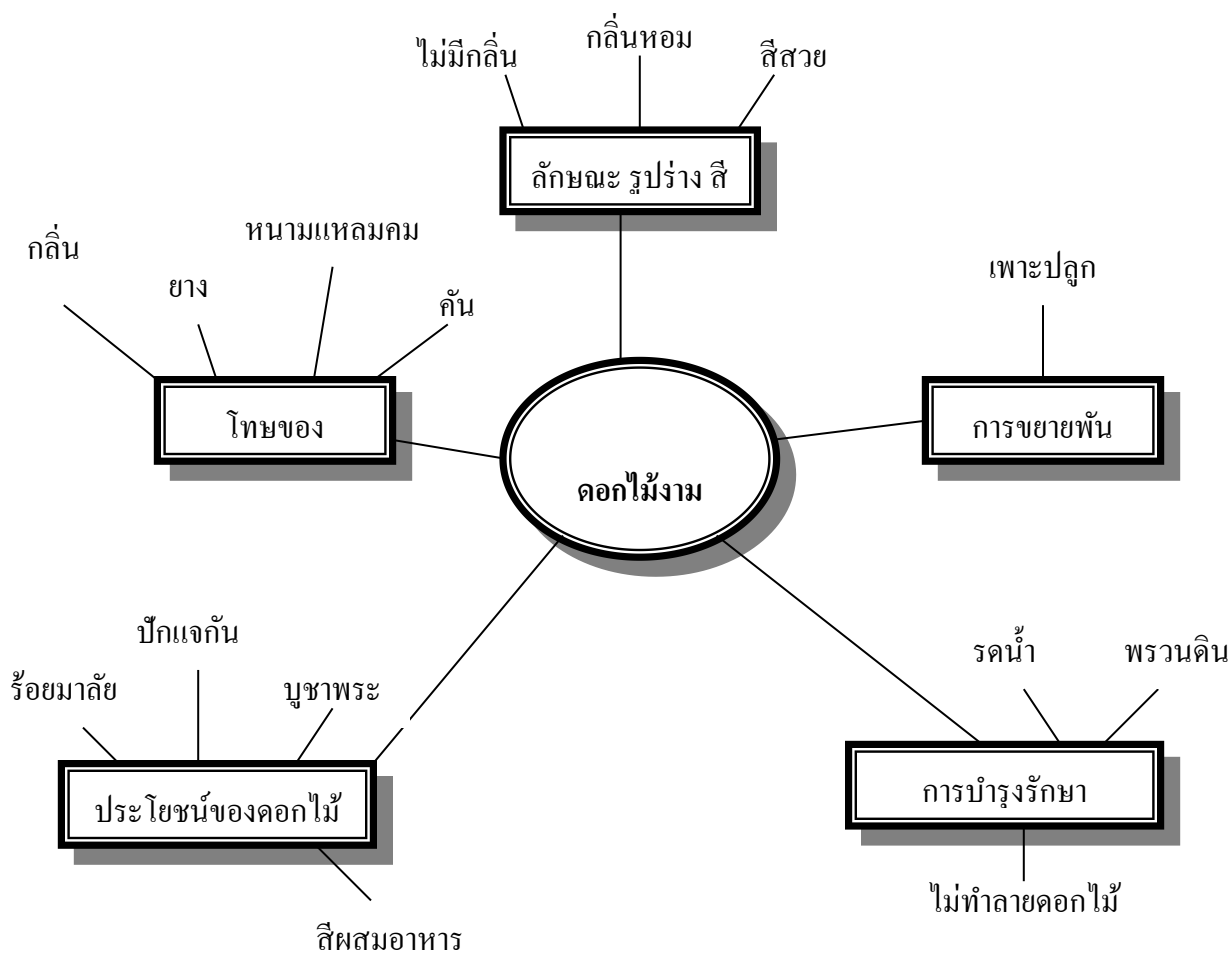 กลิ่นหอม
ไม่มีกลิ่น
สีสวย
ลักษณะ รูปร่าง สี
หนามแหลมคม
กลิ่น
ยาง
คัน
เพาะปลูก
โทษของ
การขยายพัน
ดอกไม้งาม
ปักแจกัน
ร้อยมาลัย
บูชาพระ
รดน้ำ
พรวนดิน
ประโยชน์ของดอกไม้
การบำรุงรักษา
ไม่ทำลายดอกไม้
สีผสมอาหาร